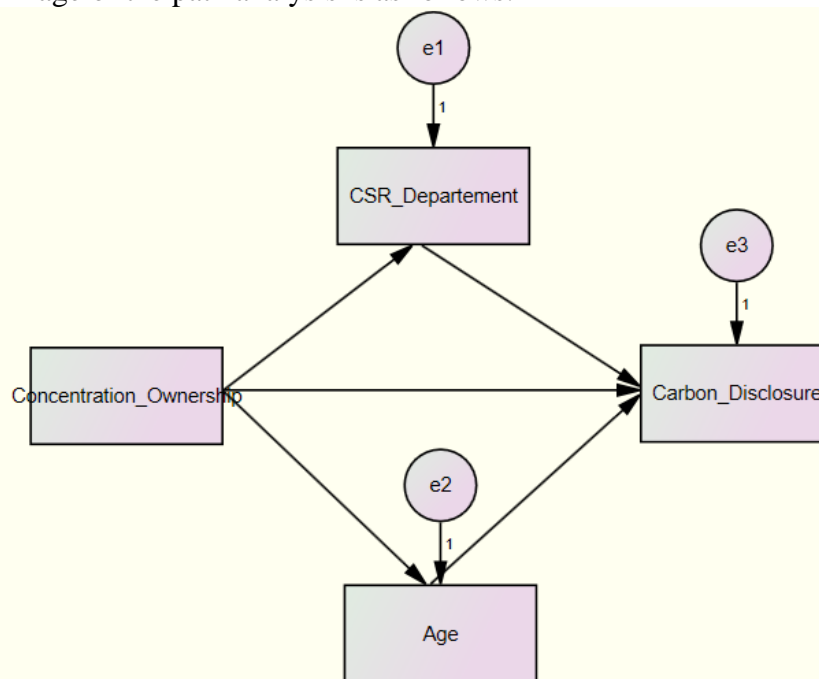 e1
1
CSR_Departement
e3
1
Concentration_Ownership
Carbon_Disclosure
e2
1
Age